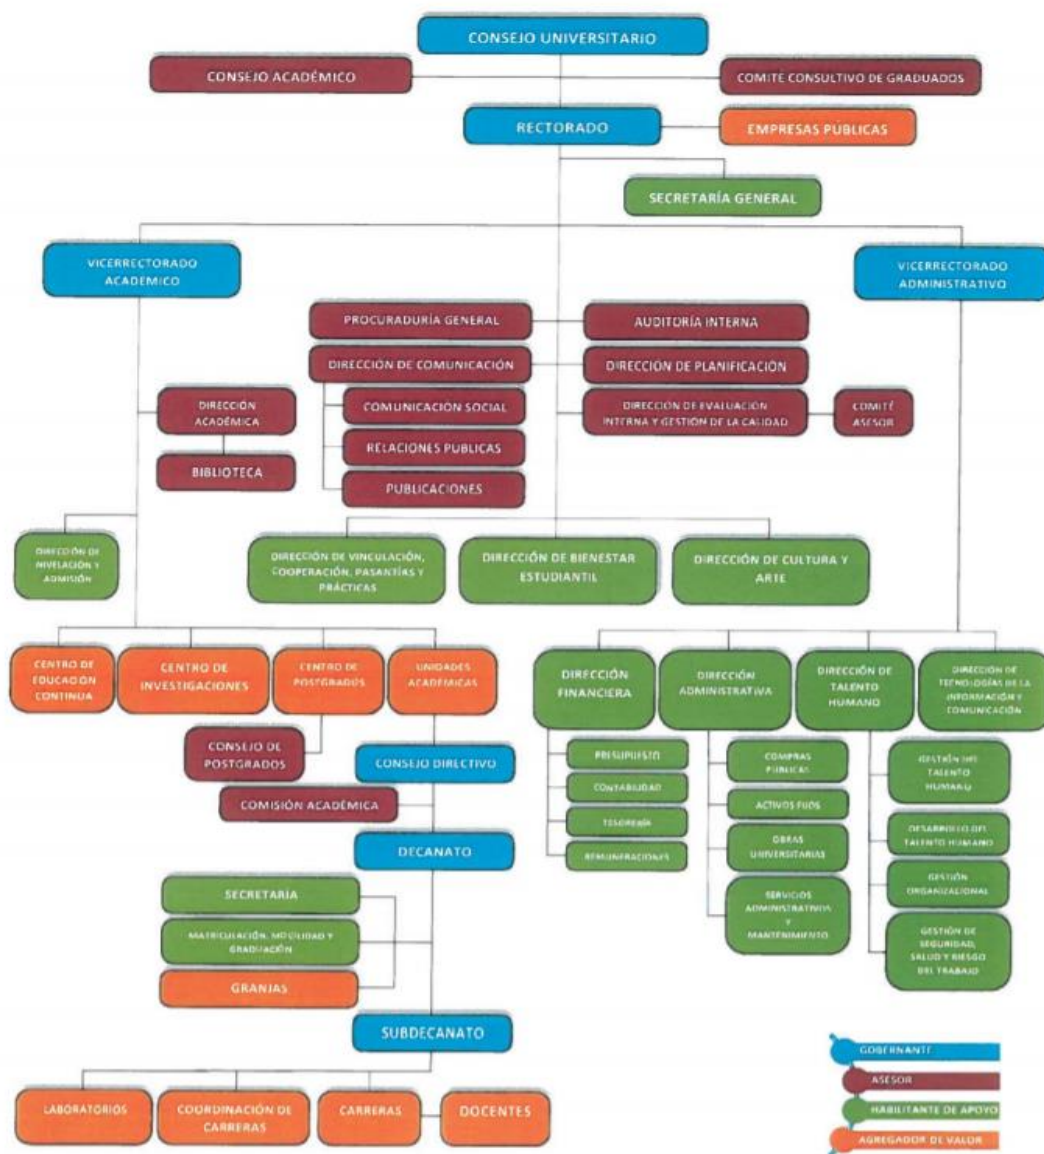 CONSEJO UNIVERSITARIO
CONSEJO ACADÉMICO
COMITÉ CONSULTIVO DE GRADUADOS
RECTORADO
EMPRESAS PÚBLICAS
SECRETARÍA GENERAL
VICERRECTORADO
ACADÉMICO
VICERRECTORADO
ADMINISTRATIVO
PROCURADURÍA GENERAL
AUDITORÍA INTERNA
DIRECCIÓN DE COMUNICACIÓN
DIRECCIÓN DE PLANIFICACIÓN
DIRECCIÓN
ACADÉMICA
COMUNICACIÓN SOCIAL
DIRECCIÓN DE EVALUACIÓN
INTERNA Y GESTIÓN DE LA CALIDAD
COMITÉ
ASESOR
BIBLIOTECA
RELACIONES PÚBLICAS
PUBLICACIONES
DIRECCIÓN DE
NIVELACIÓN Y
ADMISIÓN
DIRECCIÓN DE VINCULACIÓN,
COOPERACIÓN, PASANTÍAS Y
PRÁCTICAS
DIRECCIÓN DE BIENESTAR
ESTUDIANTIL
DIRECCIÓN DE CULTURA Y
ARTE
CENTRO DE
EDUCACIÓN
CONTINUA
CENTRO DE
INVESTIGACIONES
CENTRO DE
POSTGRADOS
UNIDADES
ACADÉMICAS
DIRECCIÓN
FINANCIERA
DIRECCIÓN
ADMINISTRATIVA
DIRECCIÓN DE
TALENTO
HUMANO
DIRECCIÓN DE
TECNOLOGÍAS DE LA
INFORMACIÓN Y
COMUNICACIÓN
CONSEJO DE
POSTGRADOS
CONSEJO DIRECTIVO
COMISIÓN ACADÉMICA
DECANATO
PRESUPUESTO
CONTABILIDAD
TESORERÍA
REMUNERACIONES
COMPRAS
PÚBLICAS
ACTIVOS FIJOS
OBRAS
UNIVERSITARIAS
SERVICIOS
ADMINISTRATIVOS
Y
MANTENIMIENTO
GESTIÓN DEL
TALENTO
HUMANO
DESARROLLO DEL
TALENTO HUMANO
GESTIÓN
ORGANIZACIONAL
GESTIÓN DE
SEGURIDAD,
SALUD Y RIESGO
DEL TRABAJO
SECRETARÍA
MATRICULACIÓN, MOVILIDAD Y
GRADUACIÓN
GRANJAS
SUBDECANATO
LABORATORIOS
COORDINACIÓN DE
CARRERAS
CARRERAS
DOCENTES
GOBERNANTE
ASESOR
HABILITANTE DE APOYO
AGREGADOR DE VALOR